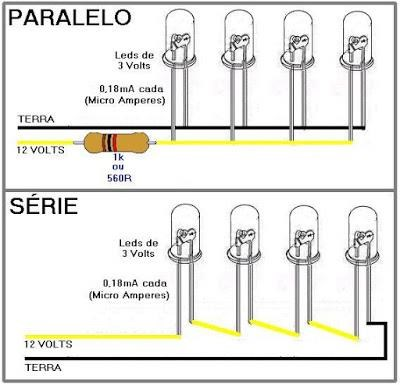 PARALELO
Leds de
3 Volts
0,18mA cada
(Micro Amperes)
TERRA
12 VOLTS
1k
ou
560R
SÉRIE
Leds de
3 Volts
0,18mA cada
(Micro Amperes)
12 VOLTS
TERRA